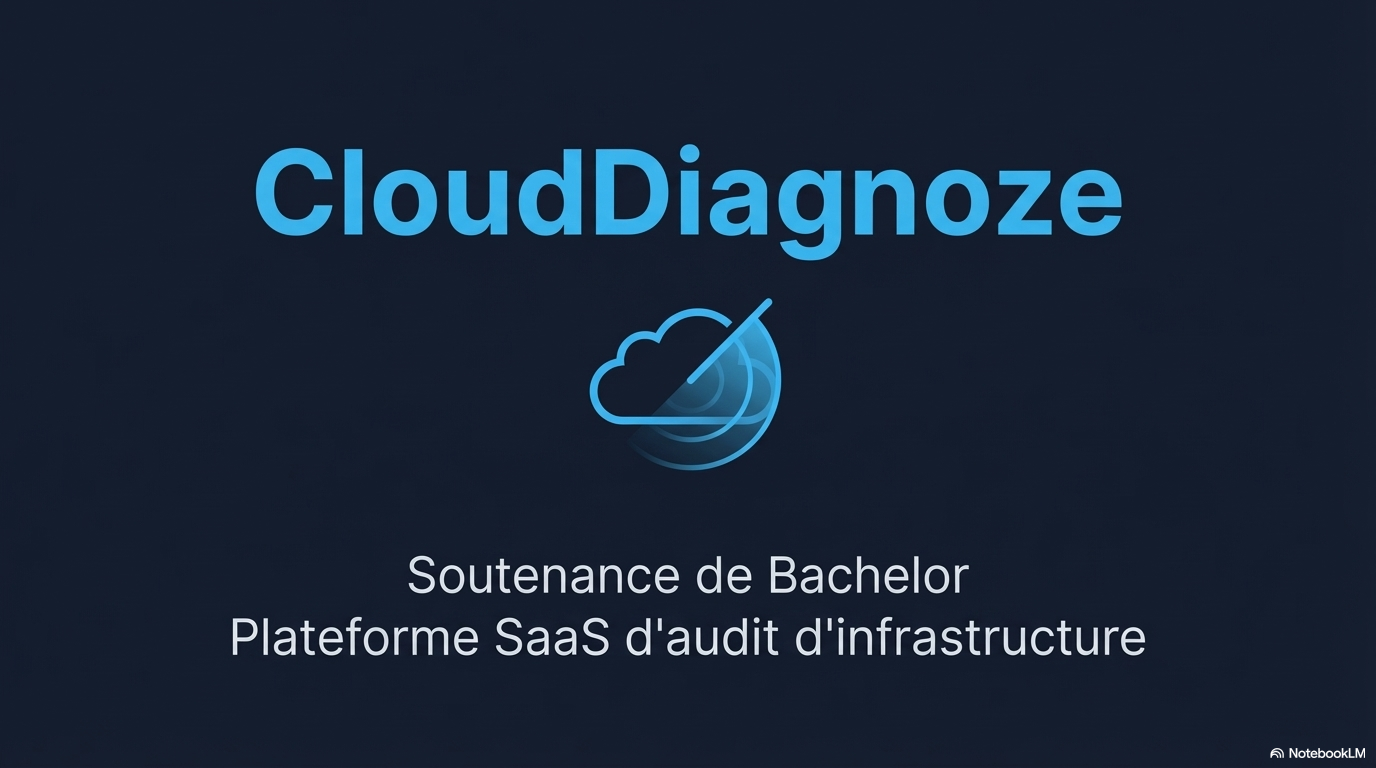 CloudDiagnoze
Soutenance de Bachelor
Plateforme SaaS d'audit d'infrastructure
NotebookLM